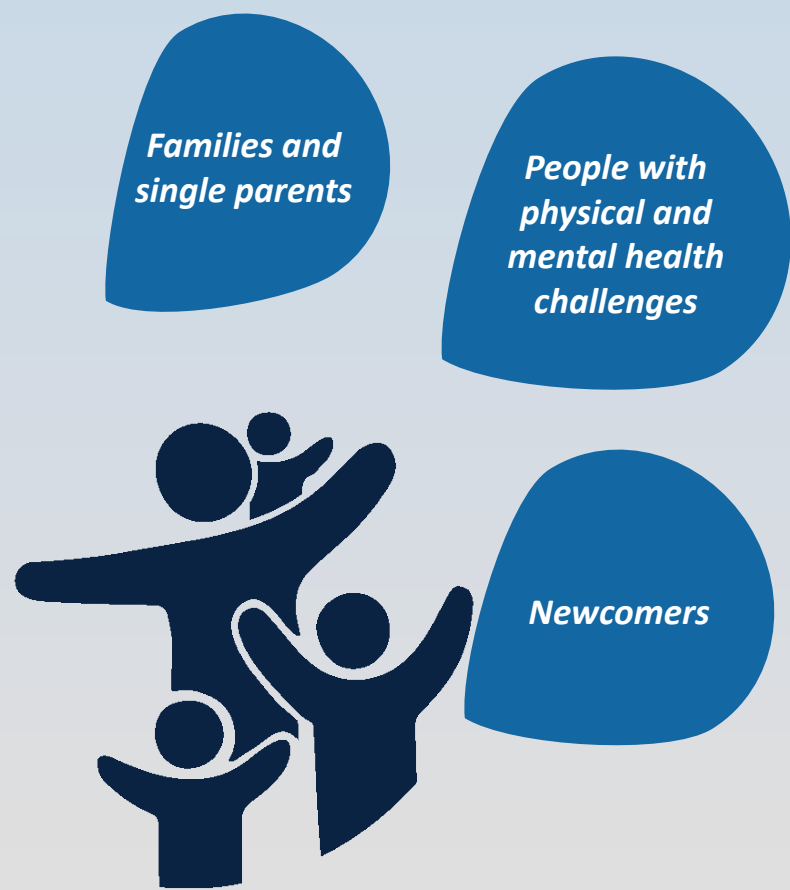 Families and
single parents
People with
physical and
mental health
challenges
Newcomers